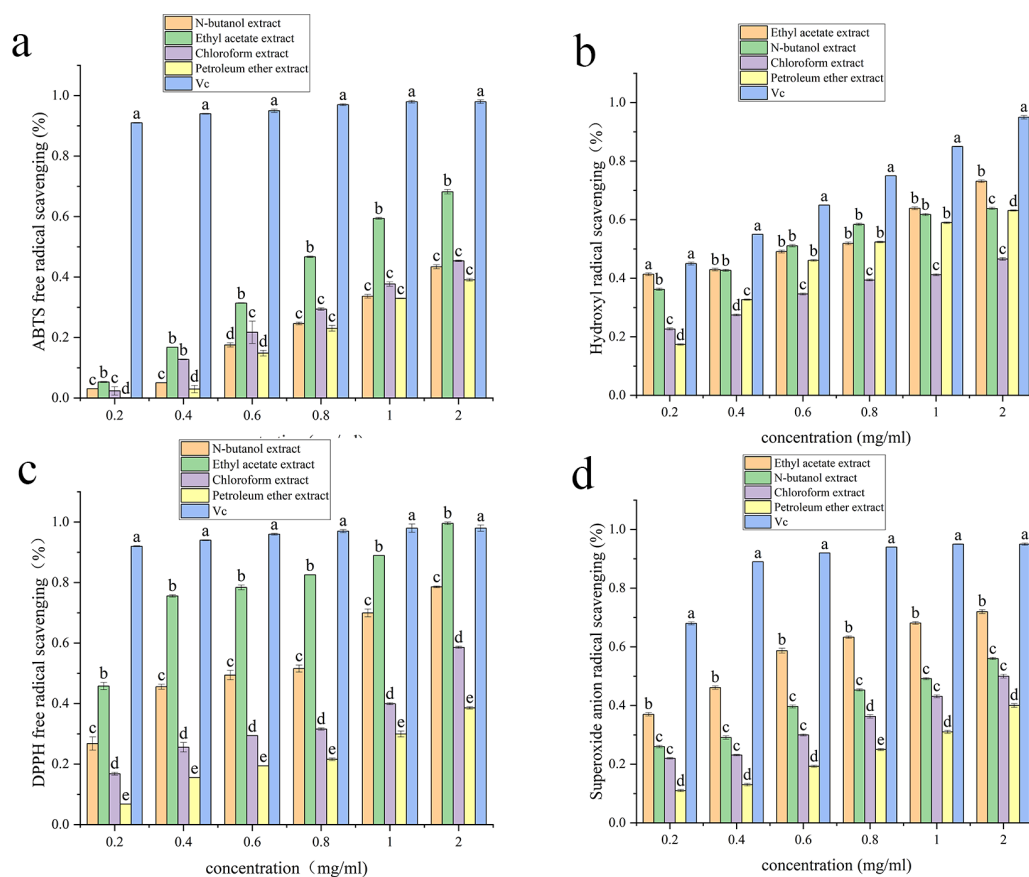 a
N-butanol extract
Ethyl acetate extract
Chloroform extract
Petroleum ether extract
Vc
ABTS free radical scavenging (%)
1.0
0.8
0.6
0.4
0.2
0.0
c b c d a
c b c d a
d b c d a
c b c c a
c b c c a
c b c c a
0.2 0.4 0.6 0.8 1 2
b
Ethyl acetate extract
N-butanol extract
Chloroform extract
Petroleum ether extract
Vc
Hydroxyl radical scavenging (%)
1.0
0.8
0.6
0.4
0.2
0.0
a b c d a
b b d c a
b b c b a
b b c b a
b b c b a
b c c d a
0.2 0.4 0.6 0.8 1 2
concentration (mg/ml)
c
N-butanol extract
Ethyl acetate extract
Chloroform extract
Petroleum ether extract
Vc
DPPH free radical scavenging (%)
1.0
0.8
0.6
0.4
0.2
0.0
c b d e a
c b d e a
c b d e a
c b d e a
c b d e a
c b d e a
0.2 0.4 0.6 0.8 1 2
concentration（mg/ml)
d
Ethyl acetate extract
N-butanol extract
Chloroform extract
Petroleum ether extract
Vc
Superoxide anion radical scavenging (%)
1.0
0.8
0.6
0.4
0.2
0.0
b c c d a
b c c d a
b c c d a
b c d e a
b c c d a
b c c d a
0.2 0.4 0.6 0.8 1 2
concentration (mg/ml)